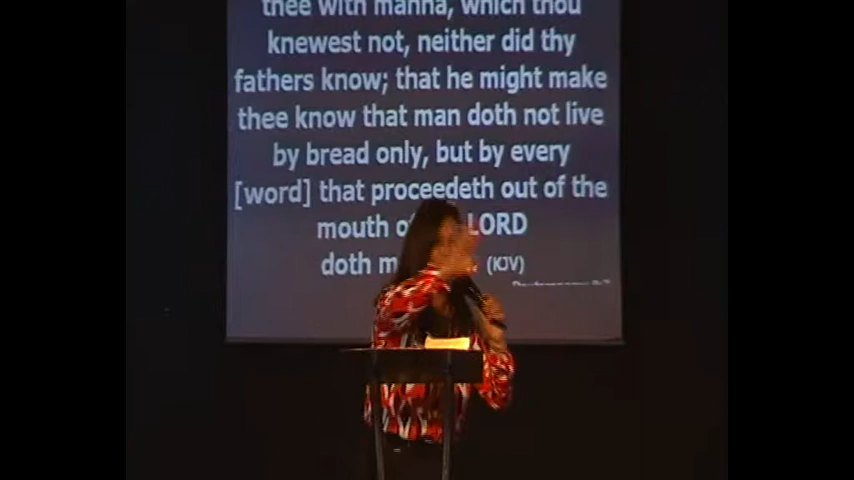 thee with manna, which thou
knewest not, neither did thy
fathers know; that he might make
thee know that man doth not live
by bread only, but by every
[word] that proceedeth out of the
mouth o LORD
doth m (KJV)